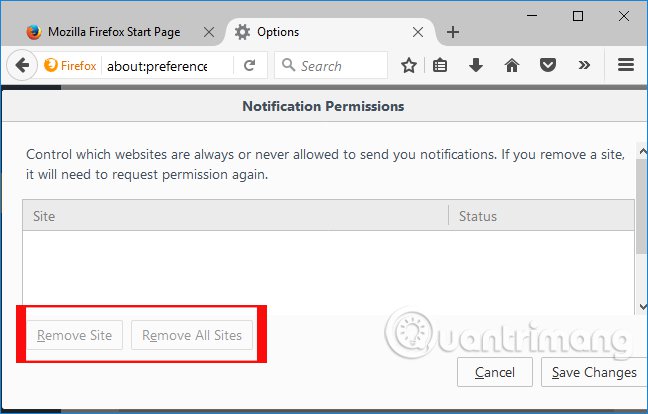 Mozilla Firefox Start Page
Options
Firefox
about:preference
Search
Notification Permissions
Control which websites are always or never allowed to send you notifications. If you remove a site,
it will need to request permission again.
Site Status
Remove Site Remove All Sites
Quantrimang
Cancel Save Changes